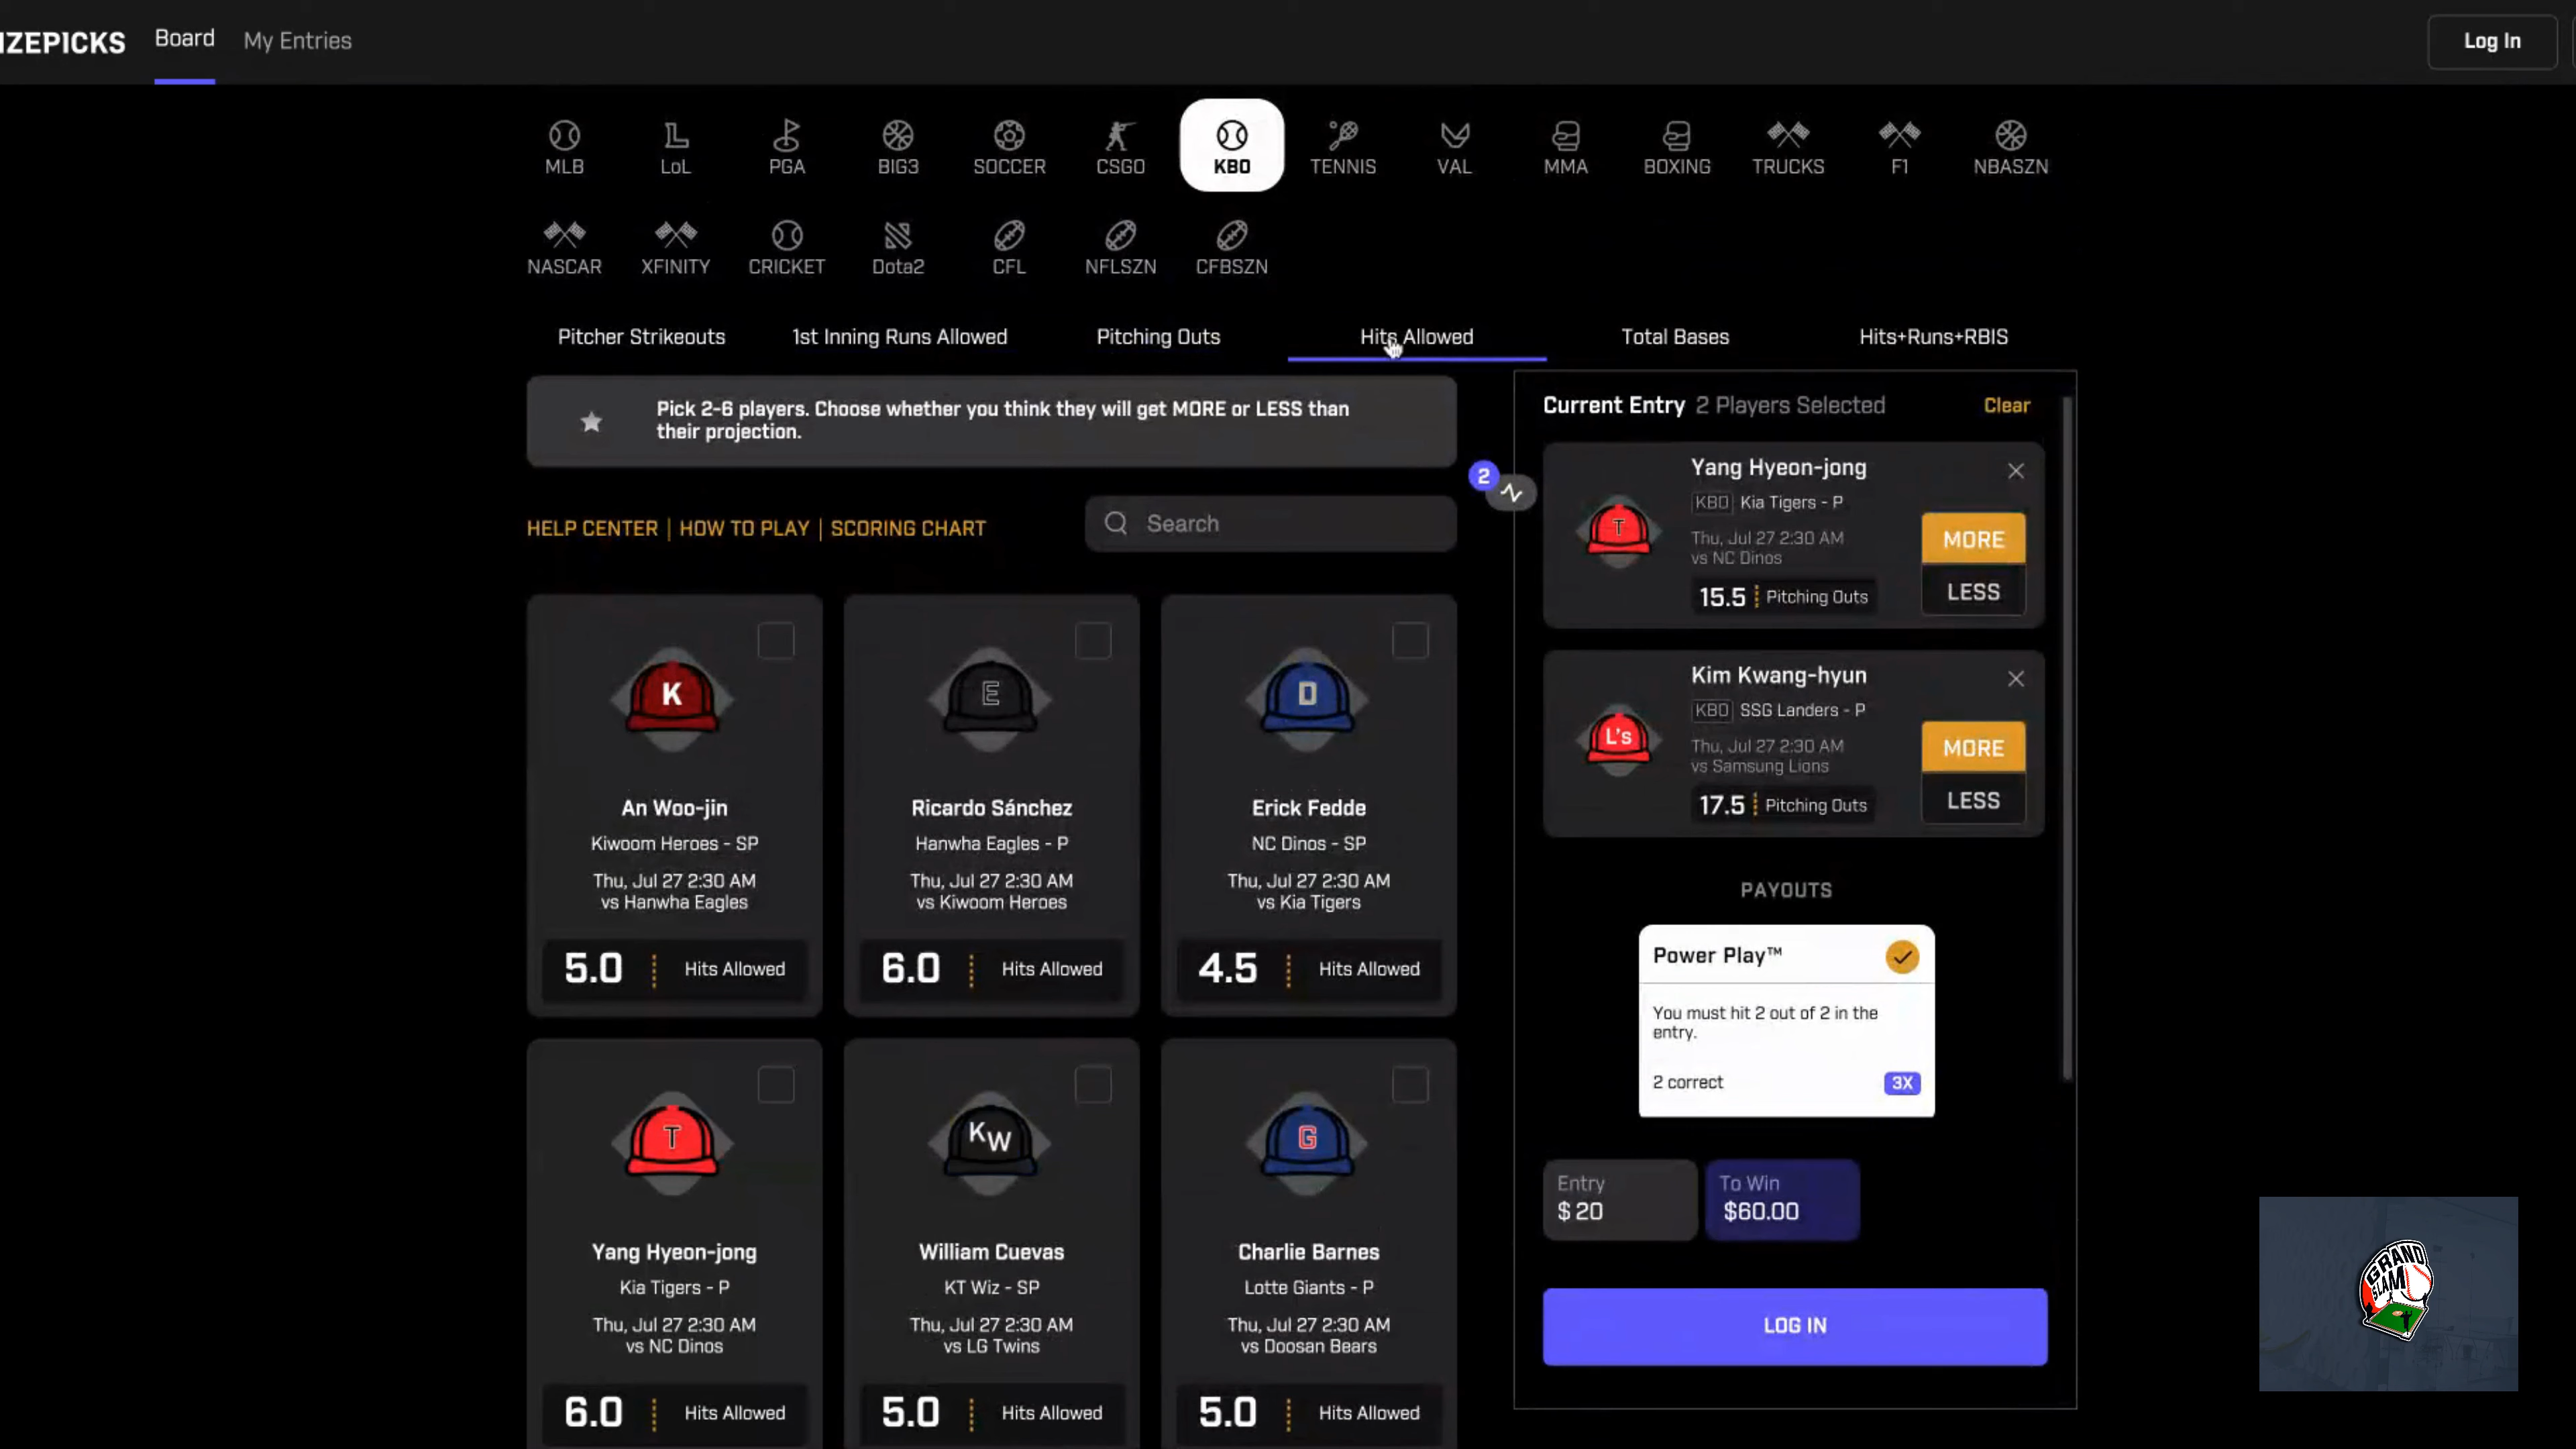 IZEPICKS
Board
My Entries
Log In
MLB
LoL
PGA
BIG3
SOCCER
CSGO
KBO
TENNIS
VAL
MMA
BOXING
TRUCKS
F1
NBASZN
NASCAR
XFINITY
CRICKET
Dota2
CFL
NFLSZN
CFBSZN
Pitcher Strikeouts
1st Inning Runs Allowed
Pitching Outs
Hits Allowed
Total Bases
Hits+Runs+RBIS
Pick 2-6 players. Choose whether you think they will get MORE or LESS than
their projection.
HELP CENTER | HOW TO PLAY | SCORING CHART
Search
K
An Woo-jin
Kiwoom Heroes - SP
Thu, Jul 27 2:30 AM
vs Hanwha Eagles
5.0 Hits Allowed
E
Ricardo Sánchez
Hanwha Eagles - P
Thu, Jul 27 2:30 AM
vs Kiwoom Heroes
6.0 Hits Allowed
D
Erick Fedde
NC Dinos - SP
Thu, Jul 27 2:30 AM
vs Kia Tigers
4.5 Hits Allowed
T
Yang Hyeon-jong
Kia Tigers - P
Thu, Jul 27 2:30 AM
vs NC Dinos
6.0 Hits Allowed
KW
William Cuevas
KT Wiz - SP
Thu, Jul 27 2:30 AM
vs LG Twins
5.0 Hits Allowed
G
Charlie Barnes
Lotte Giants - P
Thu, Jul 27 2:30 AM
vs Doosan Bears
5.0 Hits Allowed
2
Current Entry 2 Players Selected
Clear
T
Yang Hyeon-jong
KBO Kia Tigers - P
Thu, Jul 27 2:30 AM
vs NC Dinos
15.5 Pitching Outs
MORE
LESS
L's
Kim Kwang-hyun
KBO SSG Landers - P
Thu, Jul 27 2:30 AM
vs Samsung Lions
17.5 Pitching Outs
MORE
LESS
PAYOUTS
Power Play™
You must hit 2 out of 2 in the
entry.
2 correct
3X
Entry
$ 20
To Win
$60.00
LOG IN
GRAND
SLAM